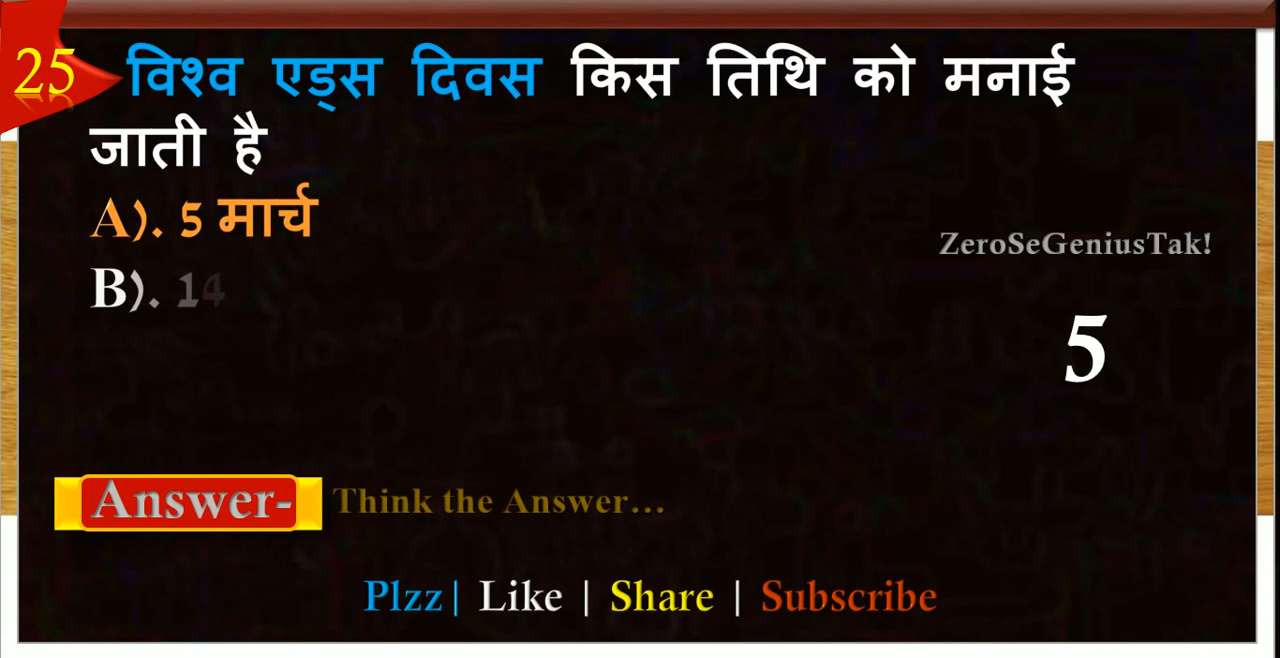 25 विश्व एड्स दिवस किस तिथि को मनाई
जाती है
A). 5 मार्च
B). 14
ZeroSeGeniusTak!
5
Answer- Think the Answer...
Plzz| Like | Share | Subscribe